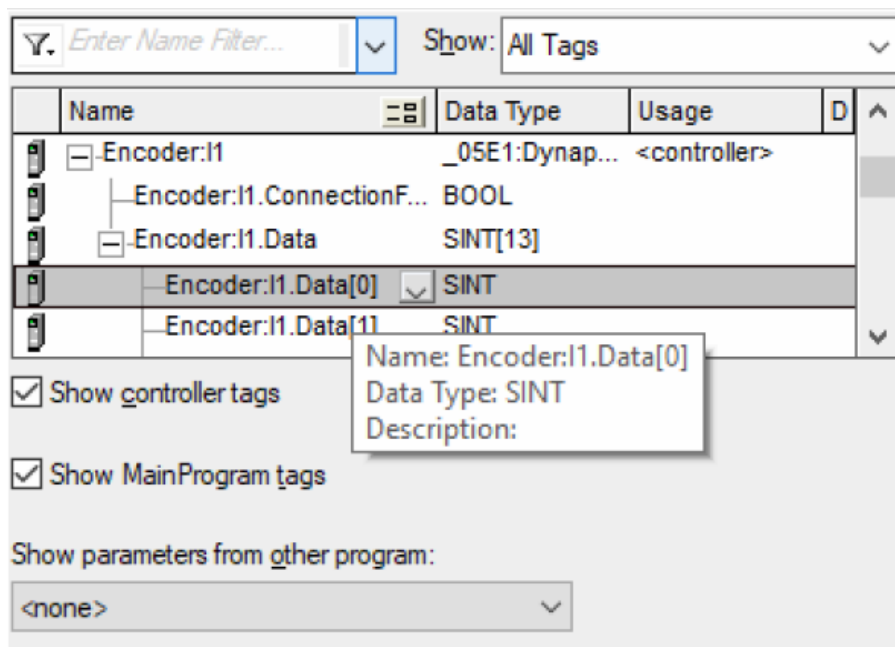 Enter Name Filter... Show: All Tags
Name Data Type Usage D
Encoder:I1 _05E1:Dynap... <controller>
Encoder:I1.ConnectionF... BOOL
Encoder:I1.Data SINT[13]
Encoder:I1.Data[0] SINT
Encoder:I1.Data[1] SINT
Name: Encoder:I1.Data[0]
Data Type: SINT
Description:
Show controller tags
Show MainProgram tags
Show parameters from other program:
<none>